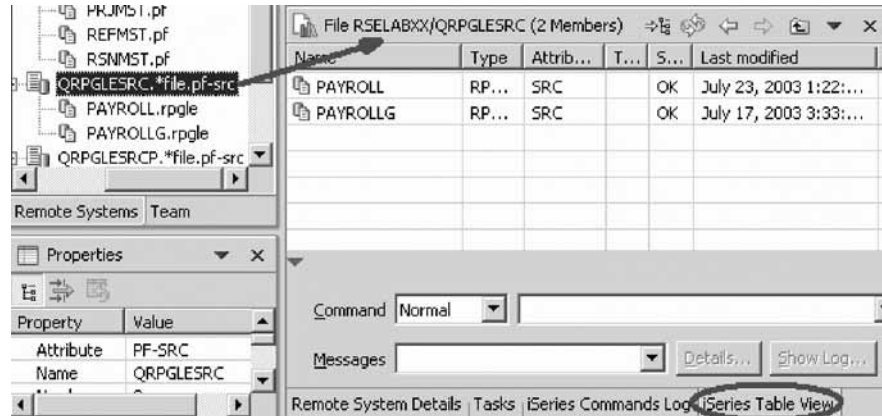 PRJMST.pf
REFMST.pf
RSNMST.pf
QRPGLESRC.*file.pf-src
PAYROLL.rpgle
PAYROLLG.rpgle
QRPGLESRCP.*file.pf-src
Remote Systems Team
Properties
Property Value
Attribute PF-SRC
Name QRPGLESRC
File RSELABXX/QRPGLESRC (2 Members)
Name Type Attrib... T... S... Last modified
PAYROLL RP... SRC OK July 23, 2003 1:22:...
PAYROLLG RP... SRC OK July 17, 2003 3:33:...
Command Normal
Messages Details... Show Log...
Remote System Details Tasks iSeries Commands Log iSeries Table View